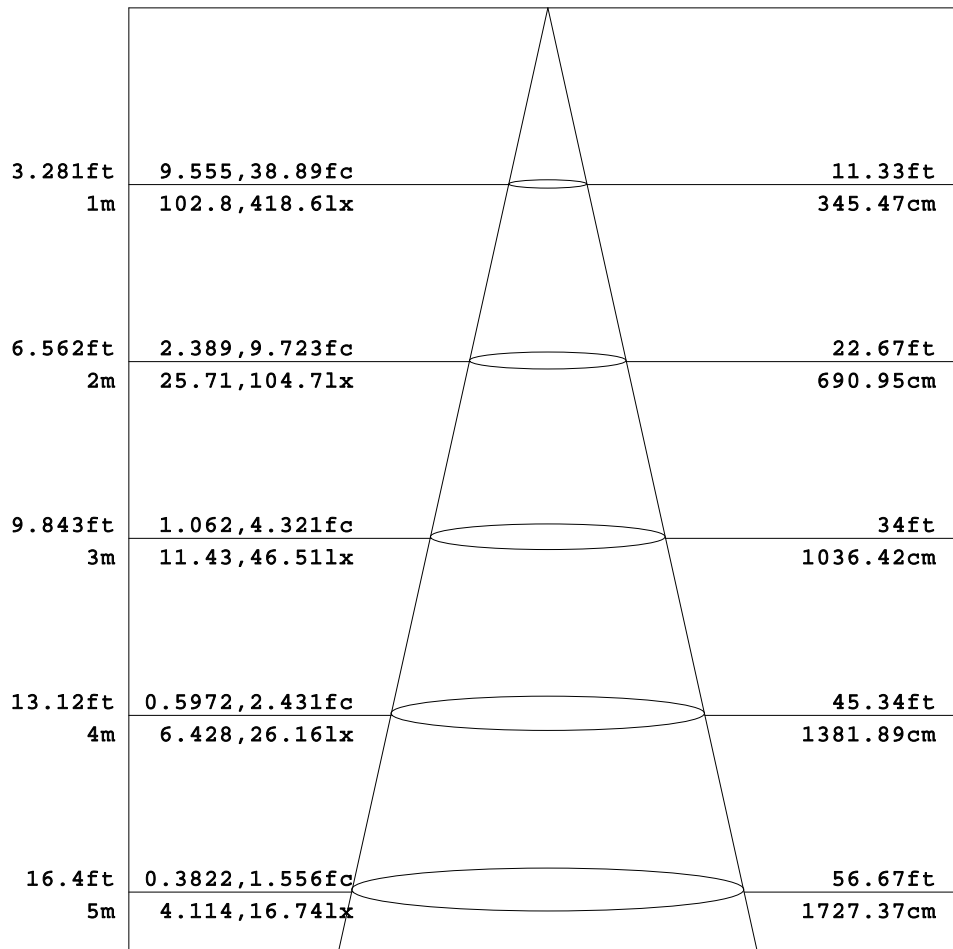 3.281ft 9.555,38.89fc 11.33ft
1m 102.8,418.6lx 345.47cm
6.562ft 2.389,9.723fc 22.67ft
2m 25.71,104.7lx 690.95cm
9.843ft 1.062,4.321fc 34ft
3m 11.43,46.51lx 1036.42cm
13.12ft 0.5972,2.431fc 45.34ft
4m 6.428,26.16lx 1381.89cm
16.4ft 0.3822,1.556fc 56.67ft
5m 4.114,16.74lx 1727.37cm